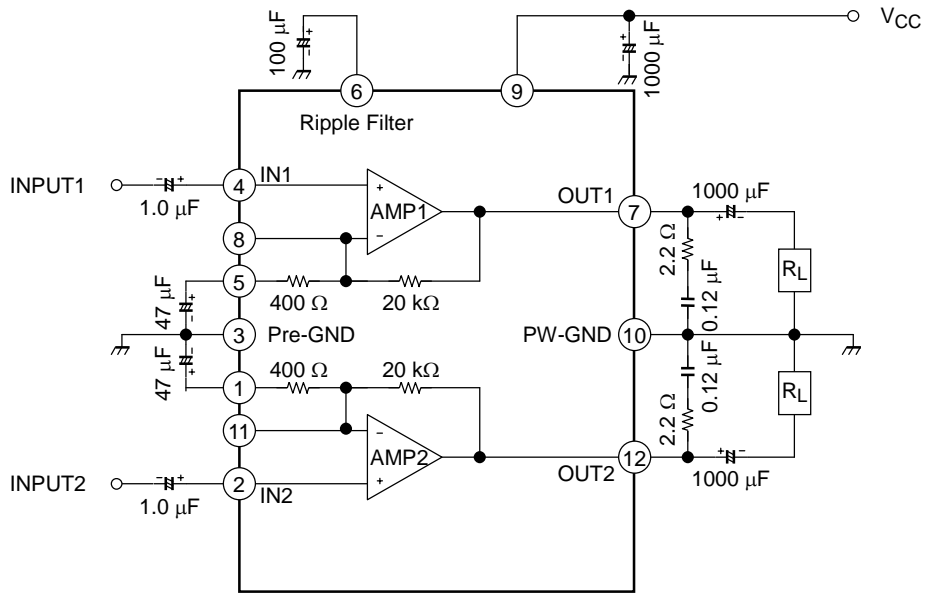 V_CC
100 μF
+
-
+
-
1000 μF
6
9
Ripple Filter
INPUT1
- +
1.0 μF
4
IN1
+
AMP1
-
OUT1
7
1000 μF
+ -
8
5
400 Ω
20 kΩ
2.2 Ω
0.12 μF
R_L
47 μF
+
-
3
Pre-GND
PW-GND
10
47 μF
-
+
1
400 Ω
20 kΩ
0.12 μF
2.2 Ω
R_L
11
-
AMP2
+
OUT2
12
+ -
1000 μF
INPUT2
- +
1.0 μF
2
IN2